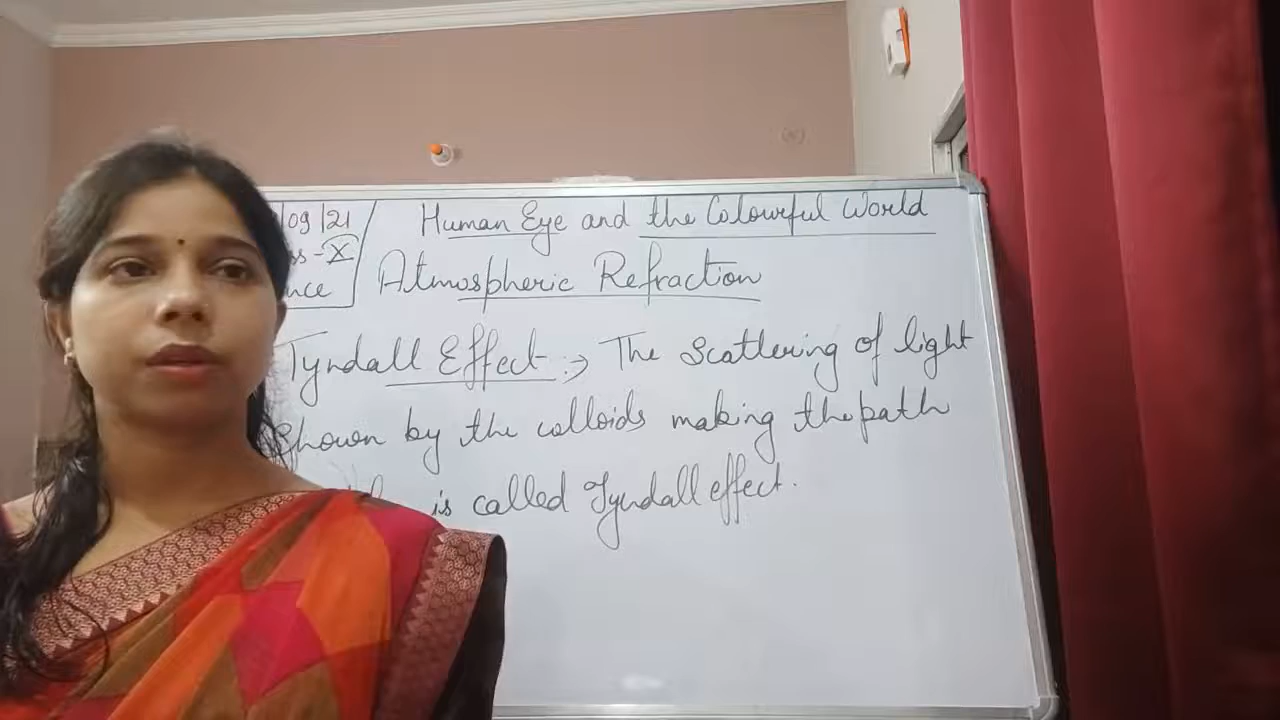 /09/21
Human Eye and the Colourful World
ss - X
Atmospheric Refraction
nce
Tyndall Effect :→ The Scattering of light
Shown by the colloids making the path
is called Tyndall effect.